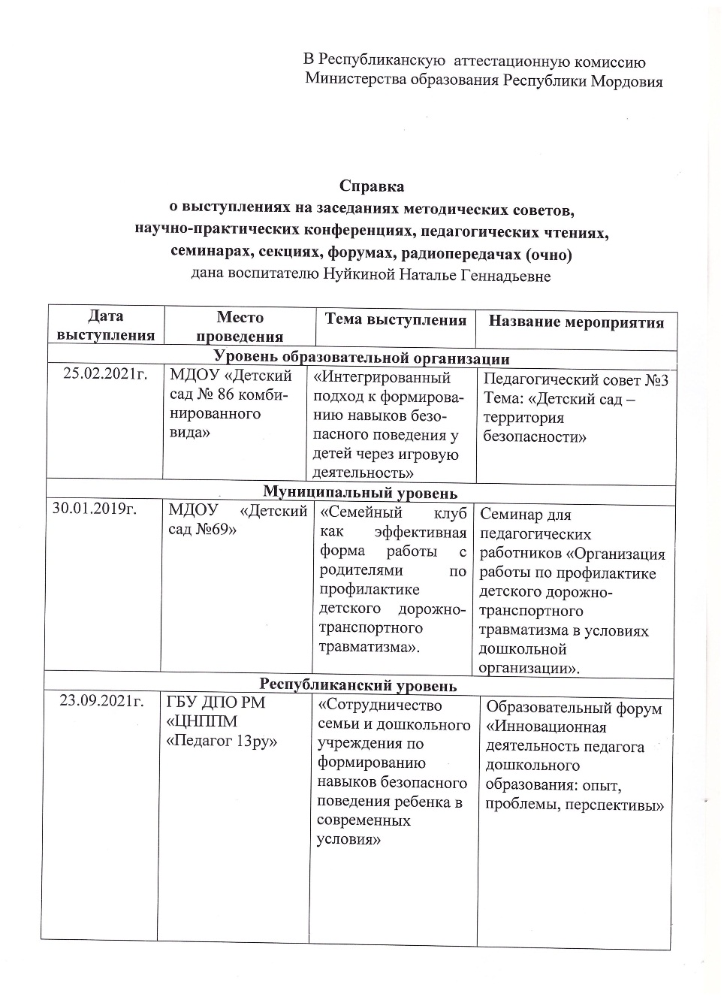 В Республиканскую  аттестационную комиссию
Министерства образования Республики Мордовия
Справка
о выступлениях на заседаниях методических советов,
научно-практических конференциях, педагогических чтениях,
семинарах, секциях, форумах, радиопередачах (очно)
дана воспитателю Нуйкиной Наталье Геннадьевне
Дата
выступления
Место
проведения
Тема выступления
Название мероприятия
Уровень образовательной организации
25.02.2021г.
МДОУ «Детский
сад № 86 комби-
нированного
вида»
«Интегрированный
подход к формирова-
нию навыков безо-
пасного поведения у
детей через игровую
деятельность»
Педагогический совет №3
Тема: «Детский сад –
территория
безопасности»
Муниципальный уровень
30.01.2019г.
МДОУ «Детский
сад №69»
«Семейный клуб
как эффективная
форма работы с
родителями по
профилактике
детского дорожно-
транспортного
травматизма».
Семинар для
педагогических
работников «Организация
работы по профилактике
детского дорожно-
транспортного
травматизма в условиях
дошкольной
организации».
Республиканский уровень
23.09.2021г.
ГБУ ДПО РМ
«ЦНППМ
«Педагог 13ру»
«Сотрудничество
семьи и дошкольного
учреждения по
формированию
навыков безопасного
поведения ребенка в
современных
условия»
Образовательный форум
«Инновационная
деятельность педагога
дошкольного
образования: опыт,
проблемы, перспективы»